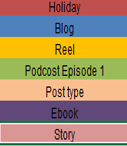 Holiday
Blog
Reel
Podcost Episode 1
Post type
Ebook
Story